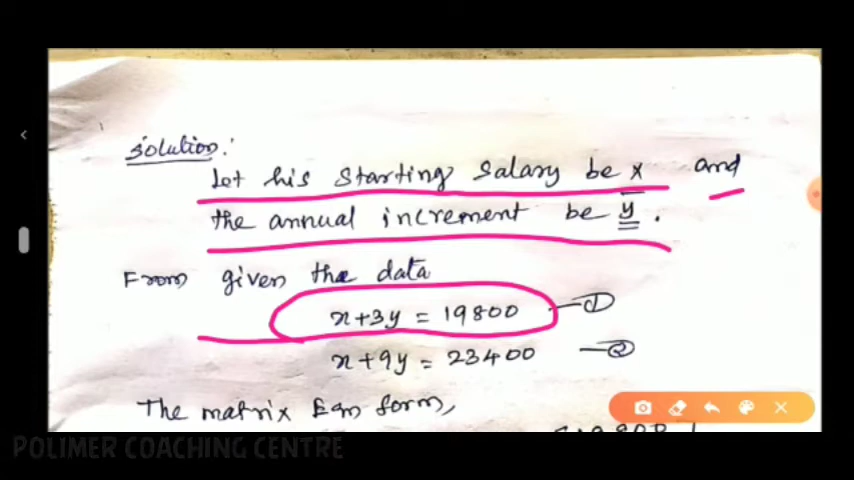 Solution:
Let his starting salary be x and
the annual increment be y.
From given the data
x+3y = 19800 —①
x+9y = 23400 —②
The matrix Eqn form,
POLIMER COACHING CENTRE